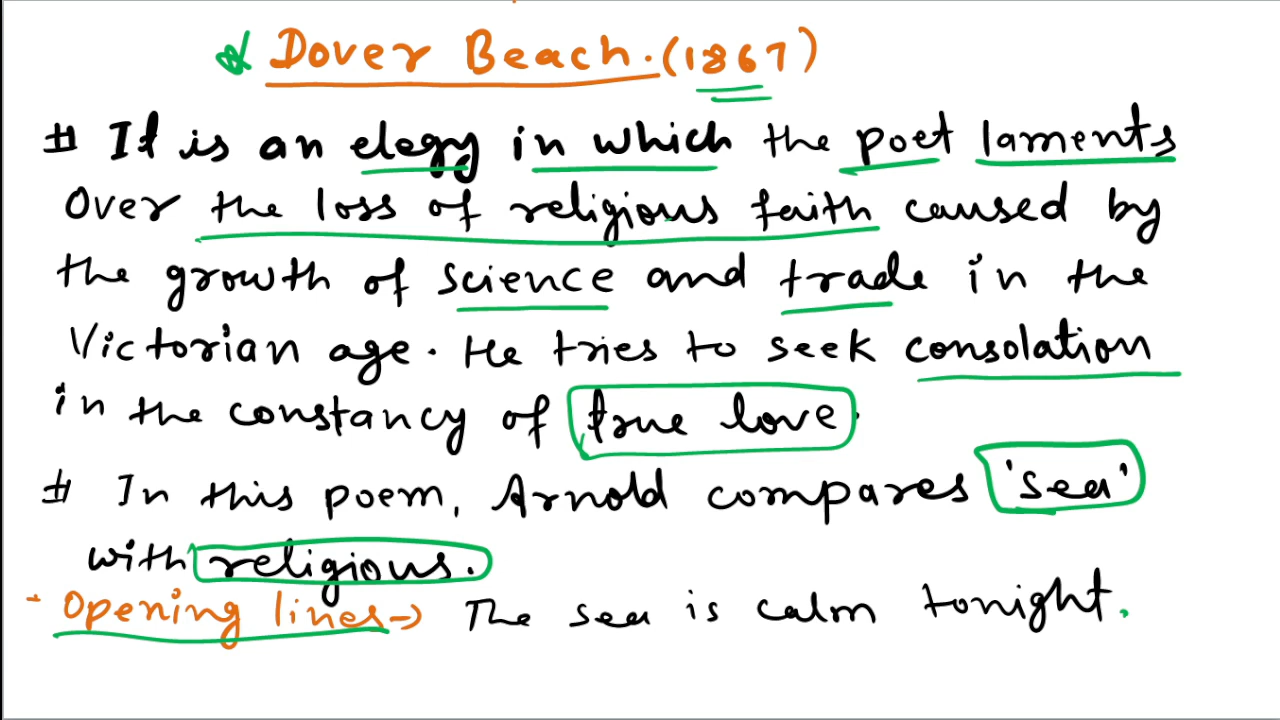 Dover Beach. (1867)
# It is an elegy in which the poet laments
Over the loss of religious faith caused by
the growth of science and trade in the
Victorian age. He tries to seek consolation
in the constancy of true love.
# In this poem, Arnold compares 'sea'
with religious.
- Opening lines → The sea is calm tonight.